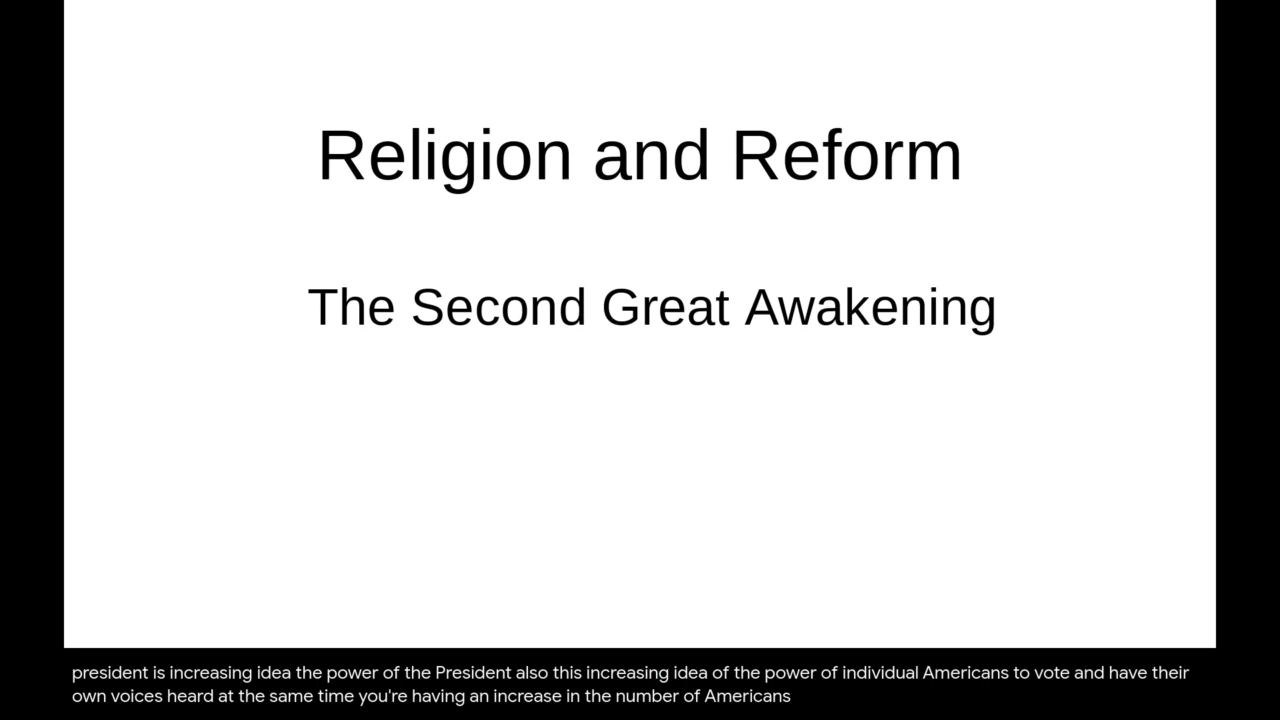 Religion and Reform
The Second Great Awakening
president is increasing idea the power of the President also this increasing idea of the power of individual Americans to vote and have their
own voices heard at the same time you're having an increase in the number of Americans